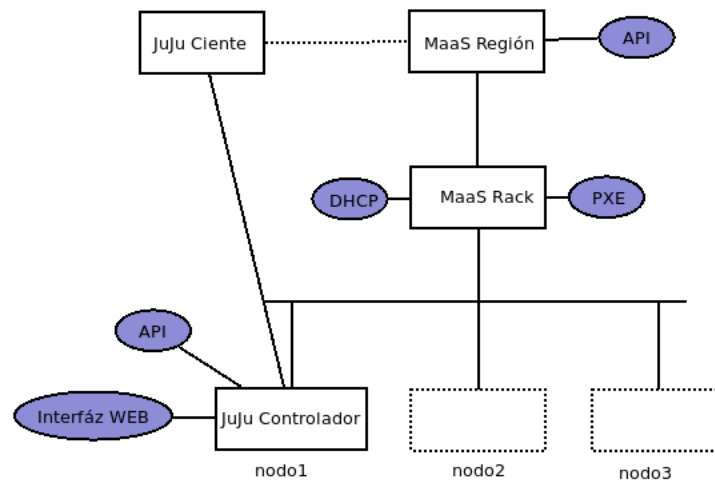 JuJu Ciente
MaaS Región
API
DHCP
MaaS Rack
PXE
API
Interfáz WEB
JuJu Controlador
nodo1
nodo2
nodo3